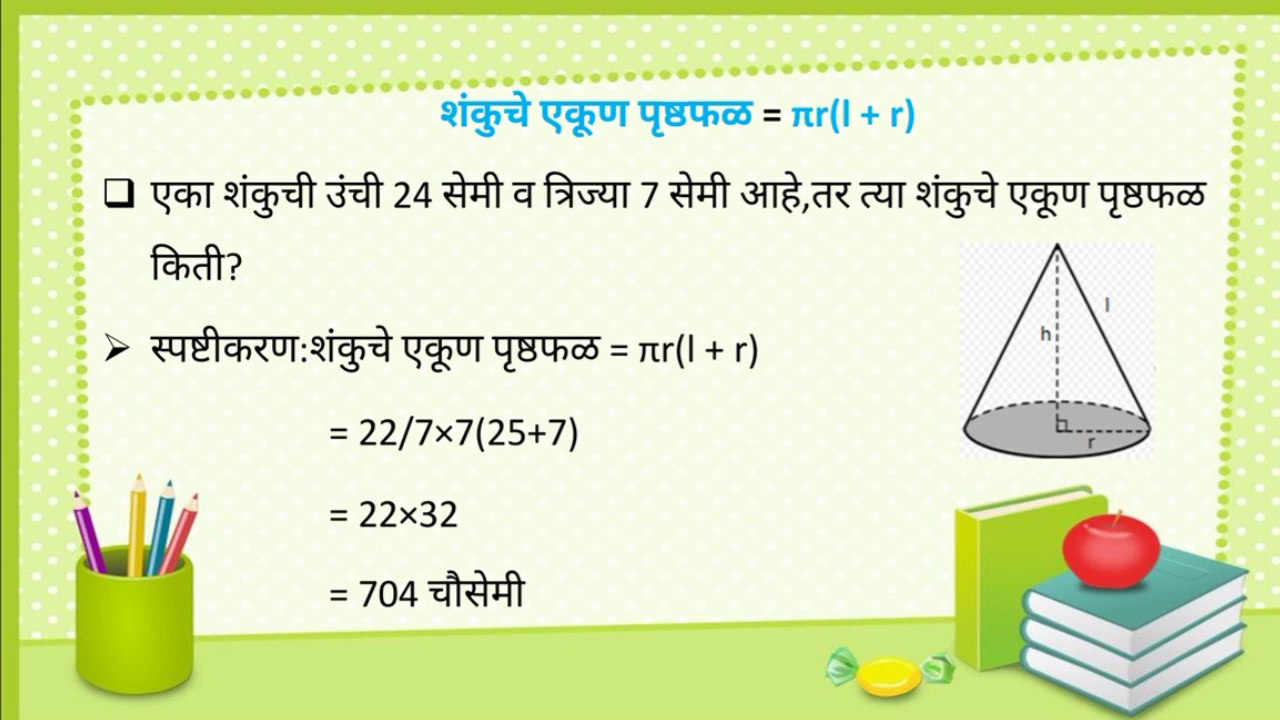 शंकुचे एकूण पृष्ठफळ = πr(l + r)
❑ एका शंकुची उंची 24 सेमी व त्रिज्या 7 सेमी आहे,तर त्या शंकुचे एकूण पृष्ठफळ
किती?
➢ स्पष्टीकरण:शंकुचे एकूण पृष्ठफळ = πr(l + r)
= 22/7×7(25+7)
= 22×32
= 704 चौसेमी
l
h
r